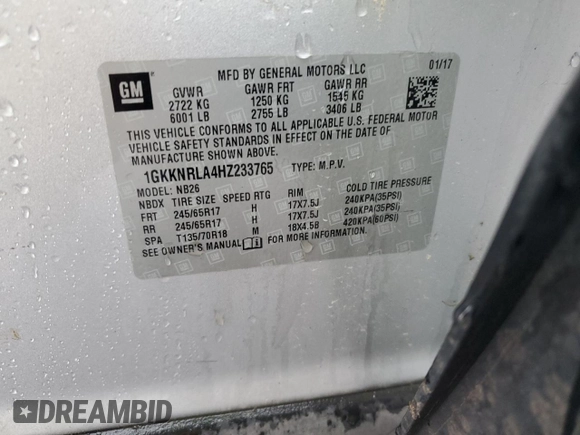 GM
MFD BY GENERAL MOTORS LLC
01/17
GVWR GAWR FRT GAWR RR
2722 KG 1250 KG 1545 KG
6001 LB 2755 LB 3406 LB
THIS VEHICLE CONFORMS TO ALL APPLICABLE U.S. FEDERAL MOTOR
VEHICLE SAFETY STANDARDS IN EFFECT ON THE DATE OF
MANUFACTURE SHOWN ABOVE.
1GKKNRLA4HZ233765 TYPE: M.P.V.
MODEL: NB26
NBDX TIRE SIZE SPEED RTG RIM COLD TIRE PRESSURE
FRT 245/65R17 H 17X7.5J 240KPA(35PSI)
RR 245/65R17 H 17X7.5J 240KPA(35PSI)
SPA T135/70R18 M 18X4.5B 420KPA(60PSI)
SEE OWNER'S MANUAL FOR MORE INFORMATION.
DREAMBID